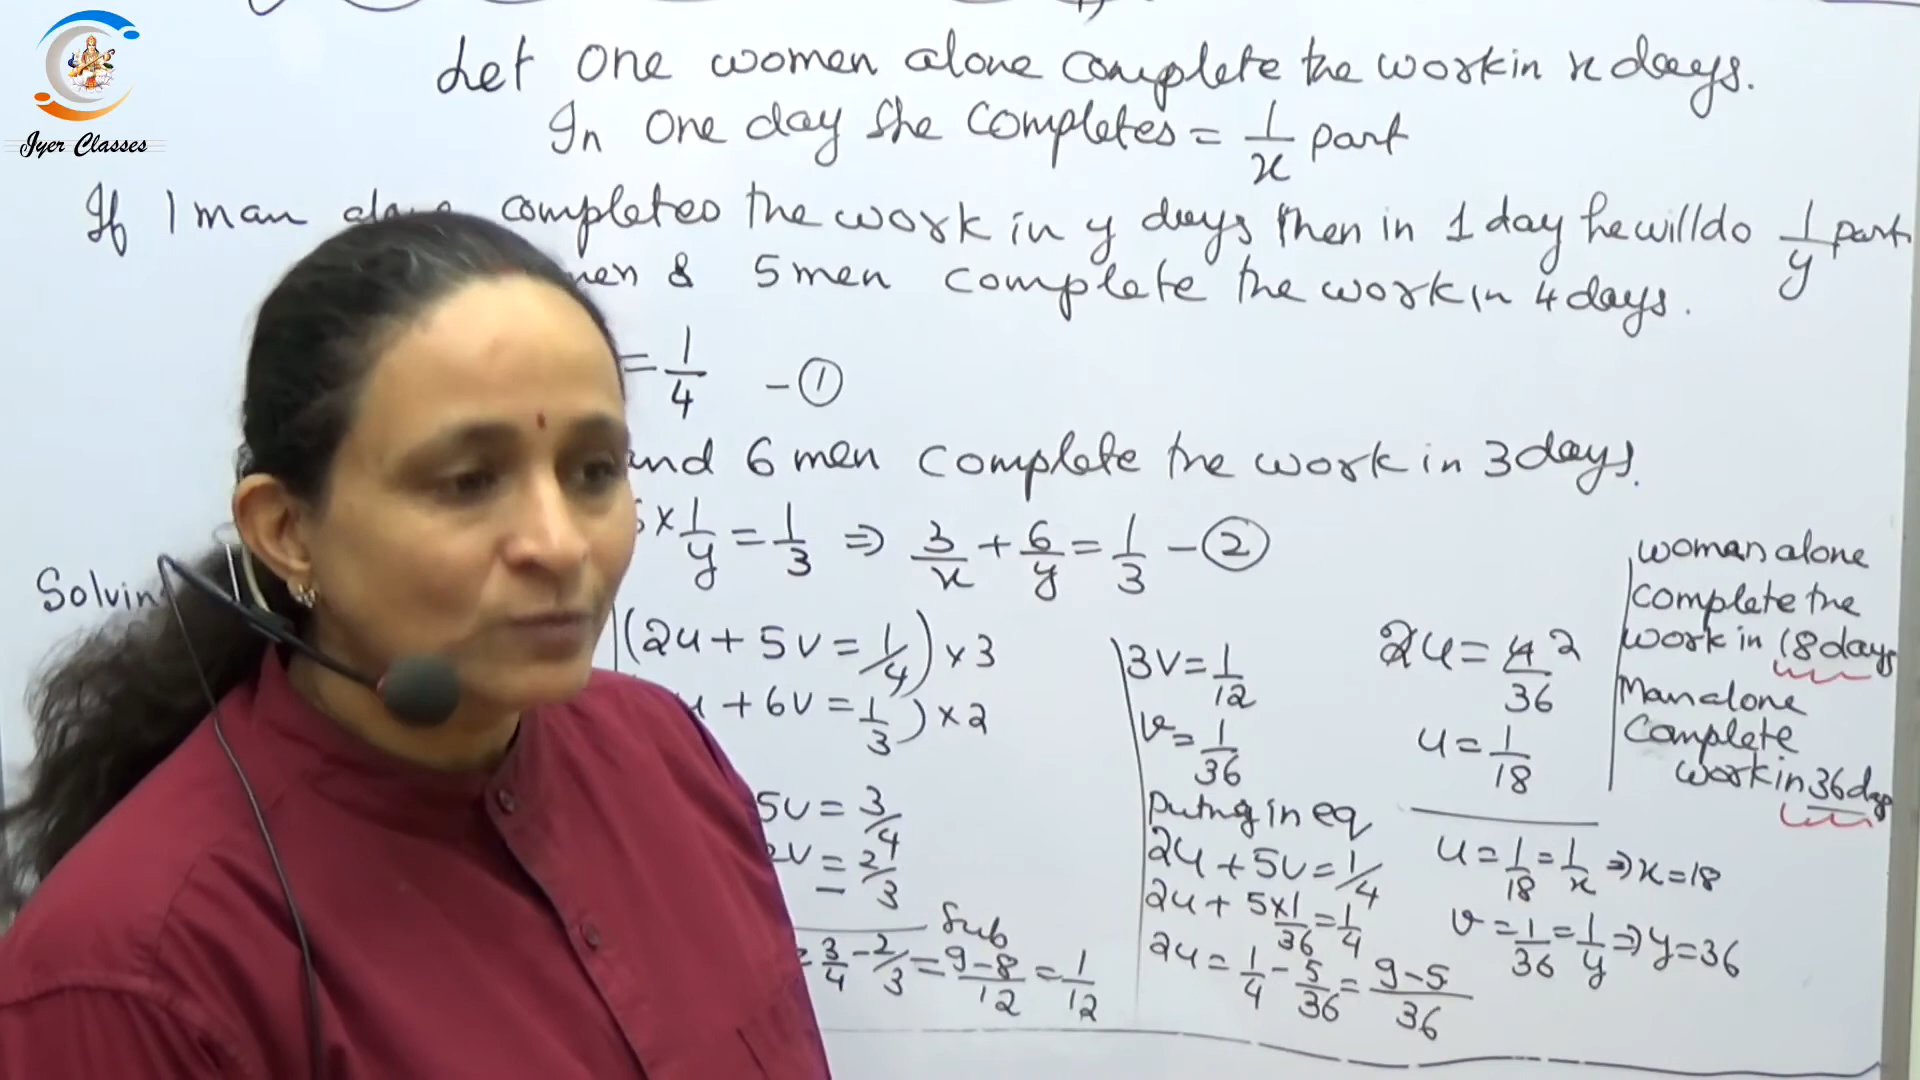 Iyer Classes
Let one women alone complete the work in x days.
In one day she completes = 1/x part
If 1 man alone completes the work in y days then in 1 day he will do 1/y part
men & 5 men complete the work in 4 days.
= 1/4 - ①
and 6 men complete the work in 3 days.
× 1/y = 1/3 ⇒ 3/x + 6/y = 1/3 - ②
Solvin
(2u + 5v = 1/4) × 3
+ 6v = 1/3) × 2
5v = 3/4
2v = 2/3
Sub
= 3/4 - 2/3 = 9-8/12 = 1/12
3v = 1/12
v = 1/36
Putng in eq
2u + 5v = 1/4
2u + 5×1/36 = 1/4
2u = 1/4 - 5/36 = 9-5/36
2u = 4 2/36
u = 1/18
u = 1/18 = 1/x ⇒ x = 18
v = 1/36 = 1/y ⇒ y = 36
woman alone
complete the
work in 18 days
Man alone
Complete
work in 36 days